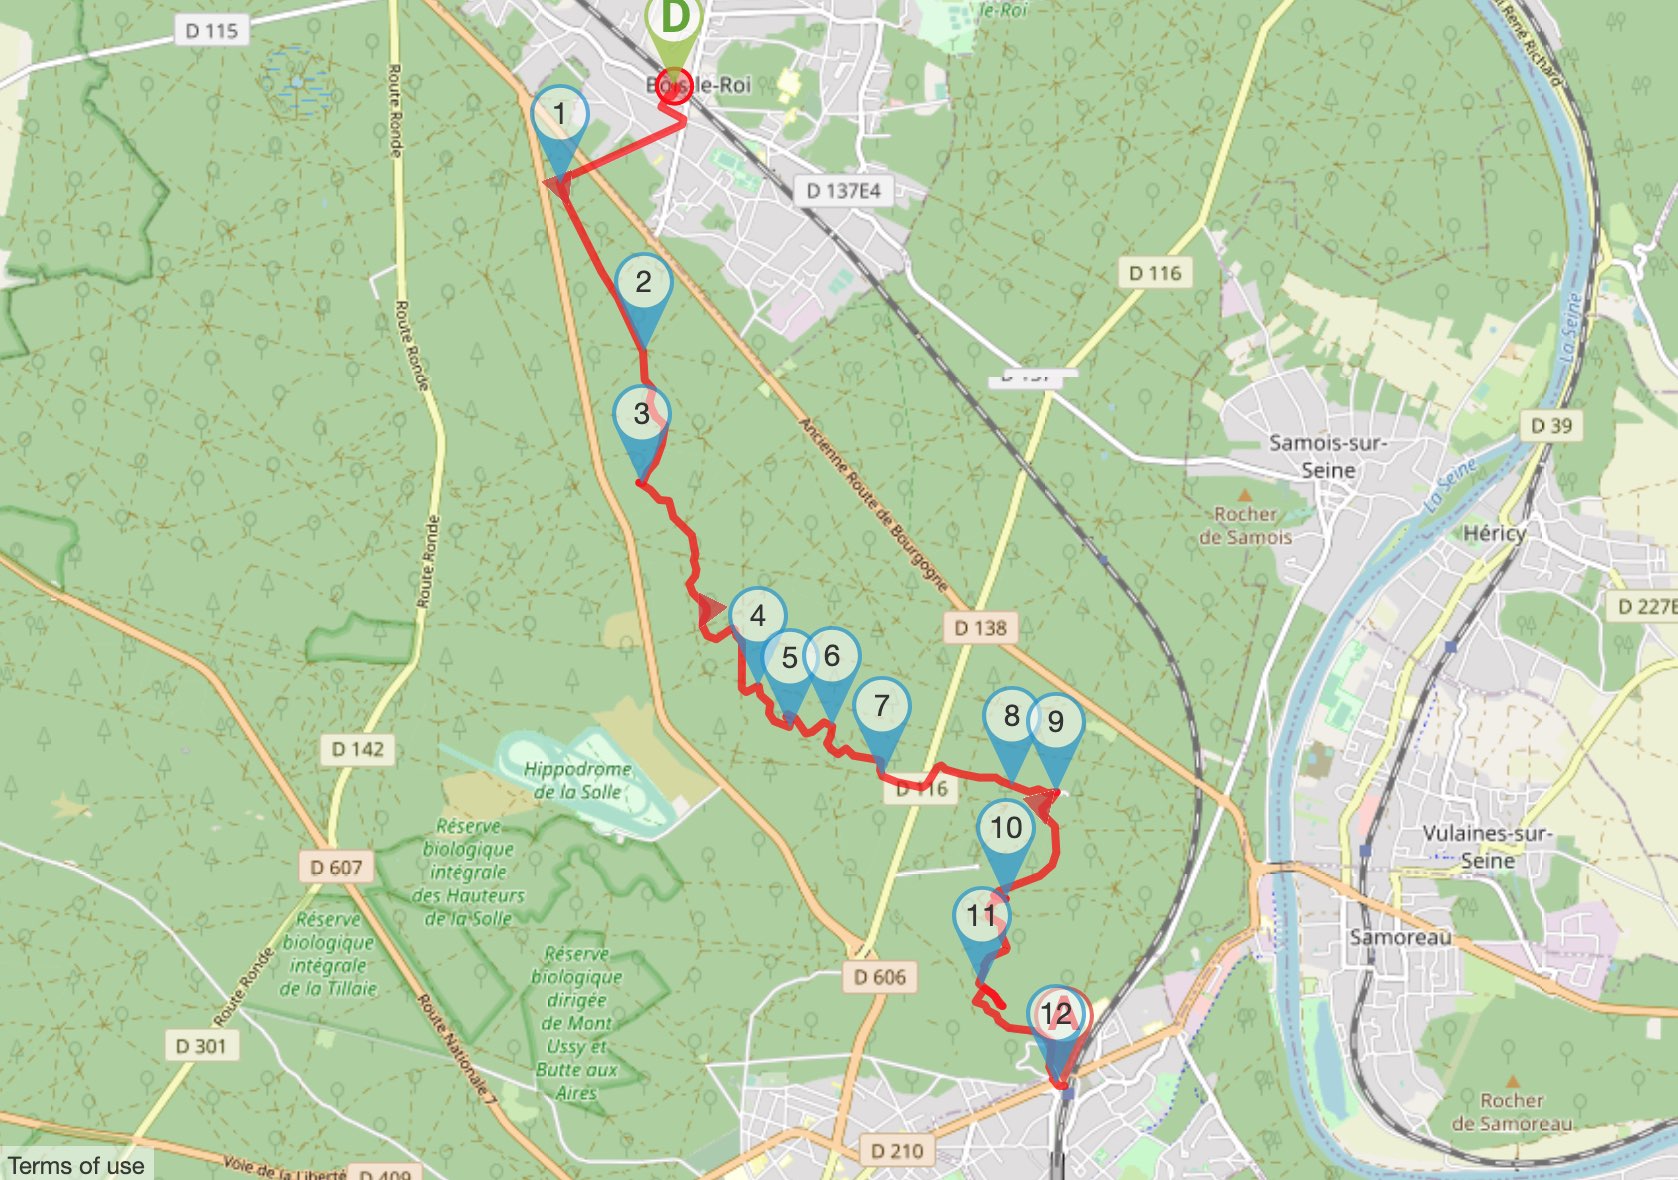 D 115
D
le-Roi
al René Richard
Bois-le-Roi
1
Route Ronde
D 137E4
D 116
2
Route Ronde
La Seine
D 137
3
D 39
Samois-sur-
Seine
La Seine
Ancienne Route de Bourgogne
Rocher
de Samois
Héricy
Route Ronde
D 227E
4
D 138
5
6
7
8
9
D 142
Hippodrome
de la Solle
D 116
10
Réserve
biologique
intégrale
des Hauteurs
de la Solle
Vulaines-sur-
Seine
D 607
11
Réserve
biologique
intégrale
de la Tillaie
Samoreau
Réserve
biologique
dirigée
de Mont
Ussy et
Butte aux
Aires
D 606
Route Ronde
Route Nationale 7
12
A
D 301
Rocher
de Samoreau
D 210
Terms of use
Voie de la Liberté
D 409